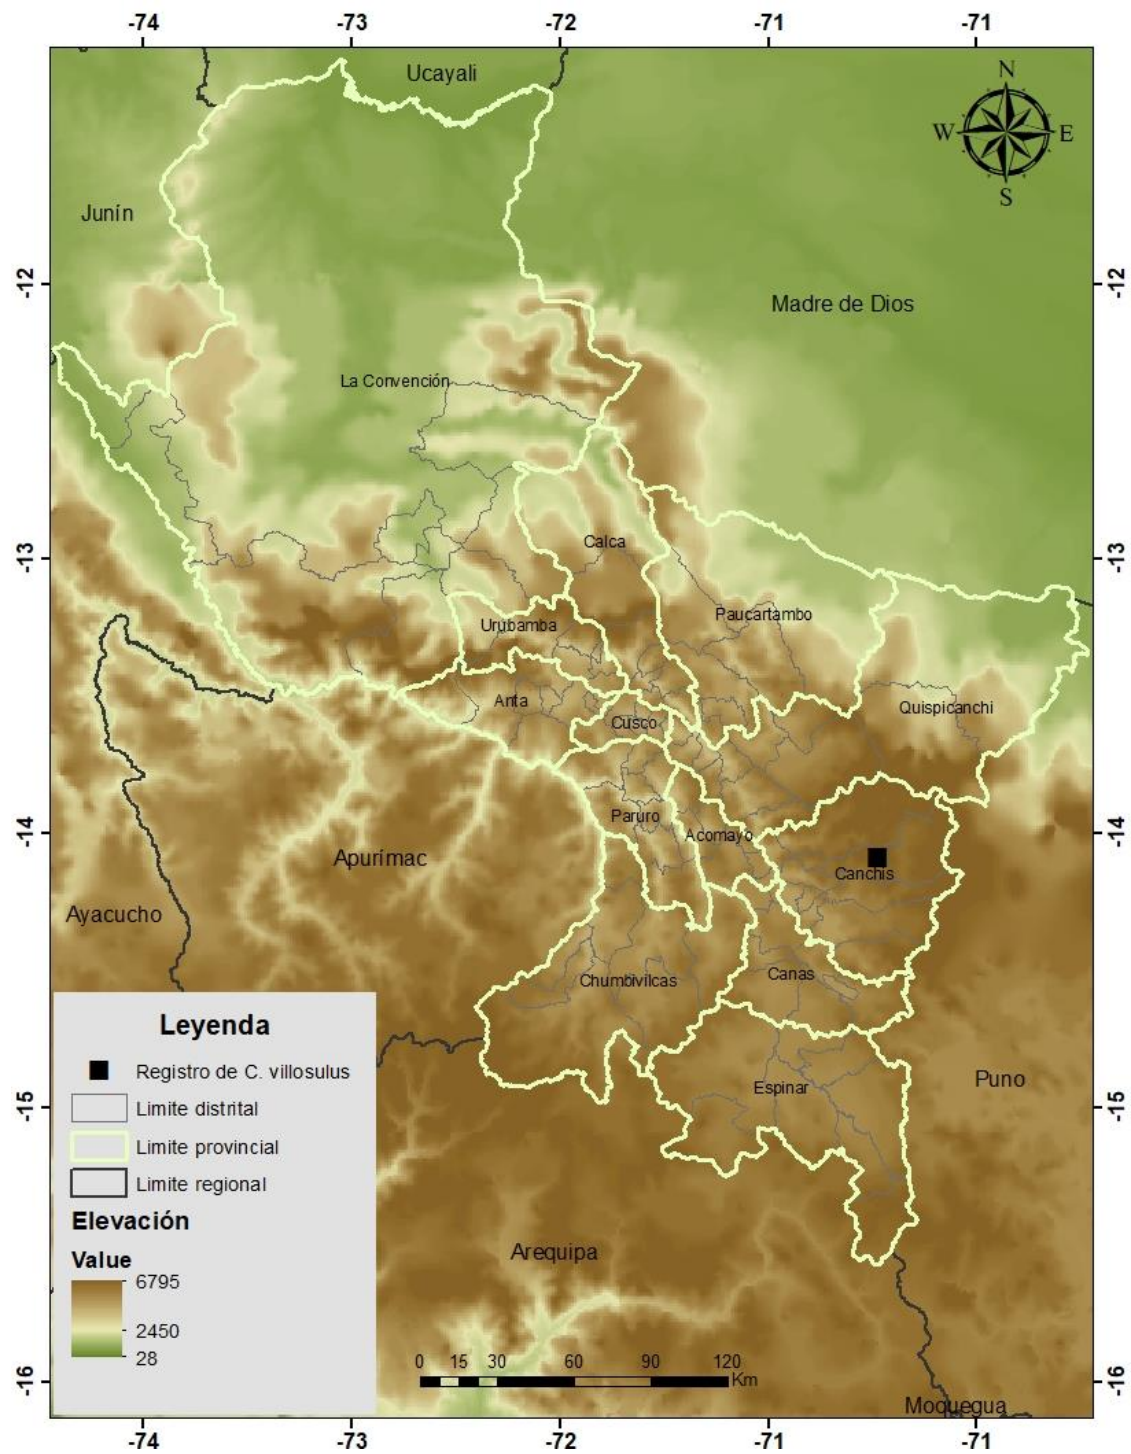 -74 -73 -72 -71 -71
Ucayali
N
W E
S
Junín
-12 -12
Madre de Dios
La Convención
Calca
-13 -13
Paucartambo
Urubamba
Anta
Quispicanchi
Cusco
Paruro
-14 -14
Acomayo
Apurímac
Canchis
Ayacucho
Canas
Chumbivilcas
Leyenda
Registro de C. villosulus
Puno
Espinar
Limite distrital
-15 -15
Limite provincial
Limite regional
Elevación
Arequipa
Value
6795
2450
28
0 15 30 60 90 120
Km
-16 -16
Moquegua
-74 -73 -72 -71 -71